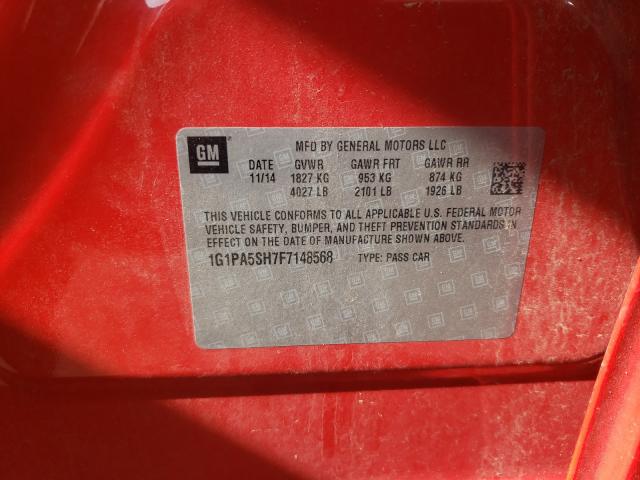 GM
MFD BY GENERAL MOTORS LLC
DATE GVWR GAWR FRT GAWR RR
11/14 1827 KG 953 KG 874 KG
4027 LB 2101 LB 1926 LB
THIS VEHICLE CONFORMS TO ALL APPLICABLE U.S. FEDERAL MOTOR
VEHICLE SAFETY, BUMPER, AND THEFT PREVENTION STANDARDS IN
EFFECT ON THE DATE OF MANUFACTURE SHOWN ABOVE.
1G1PA5SH7F7148568 TYPE: PASS CAR